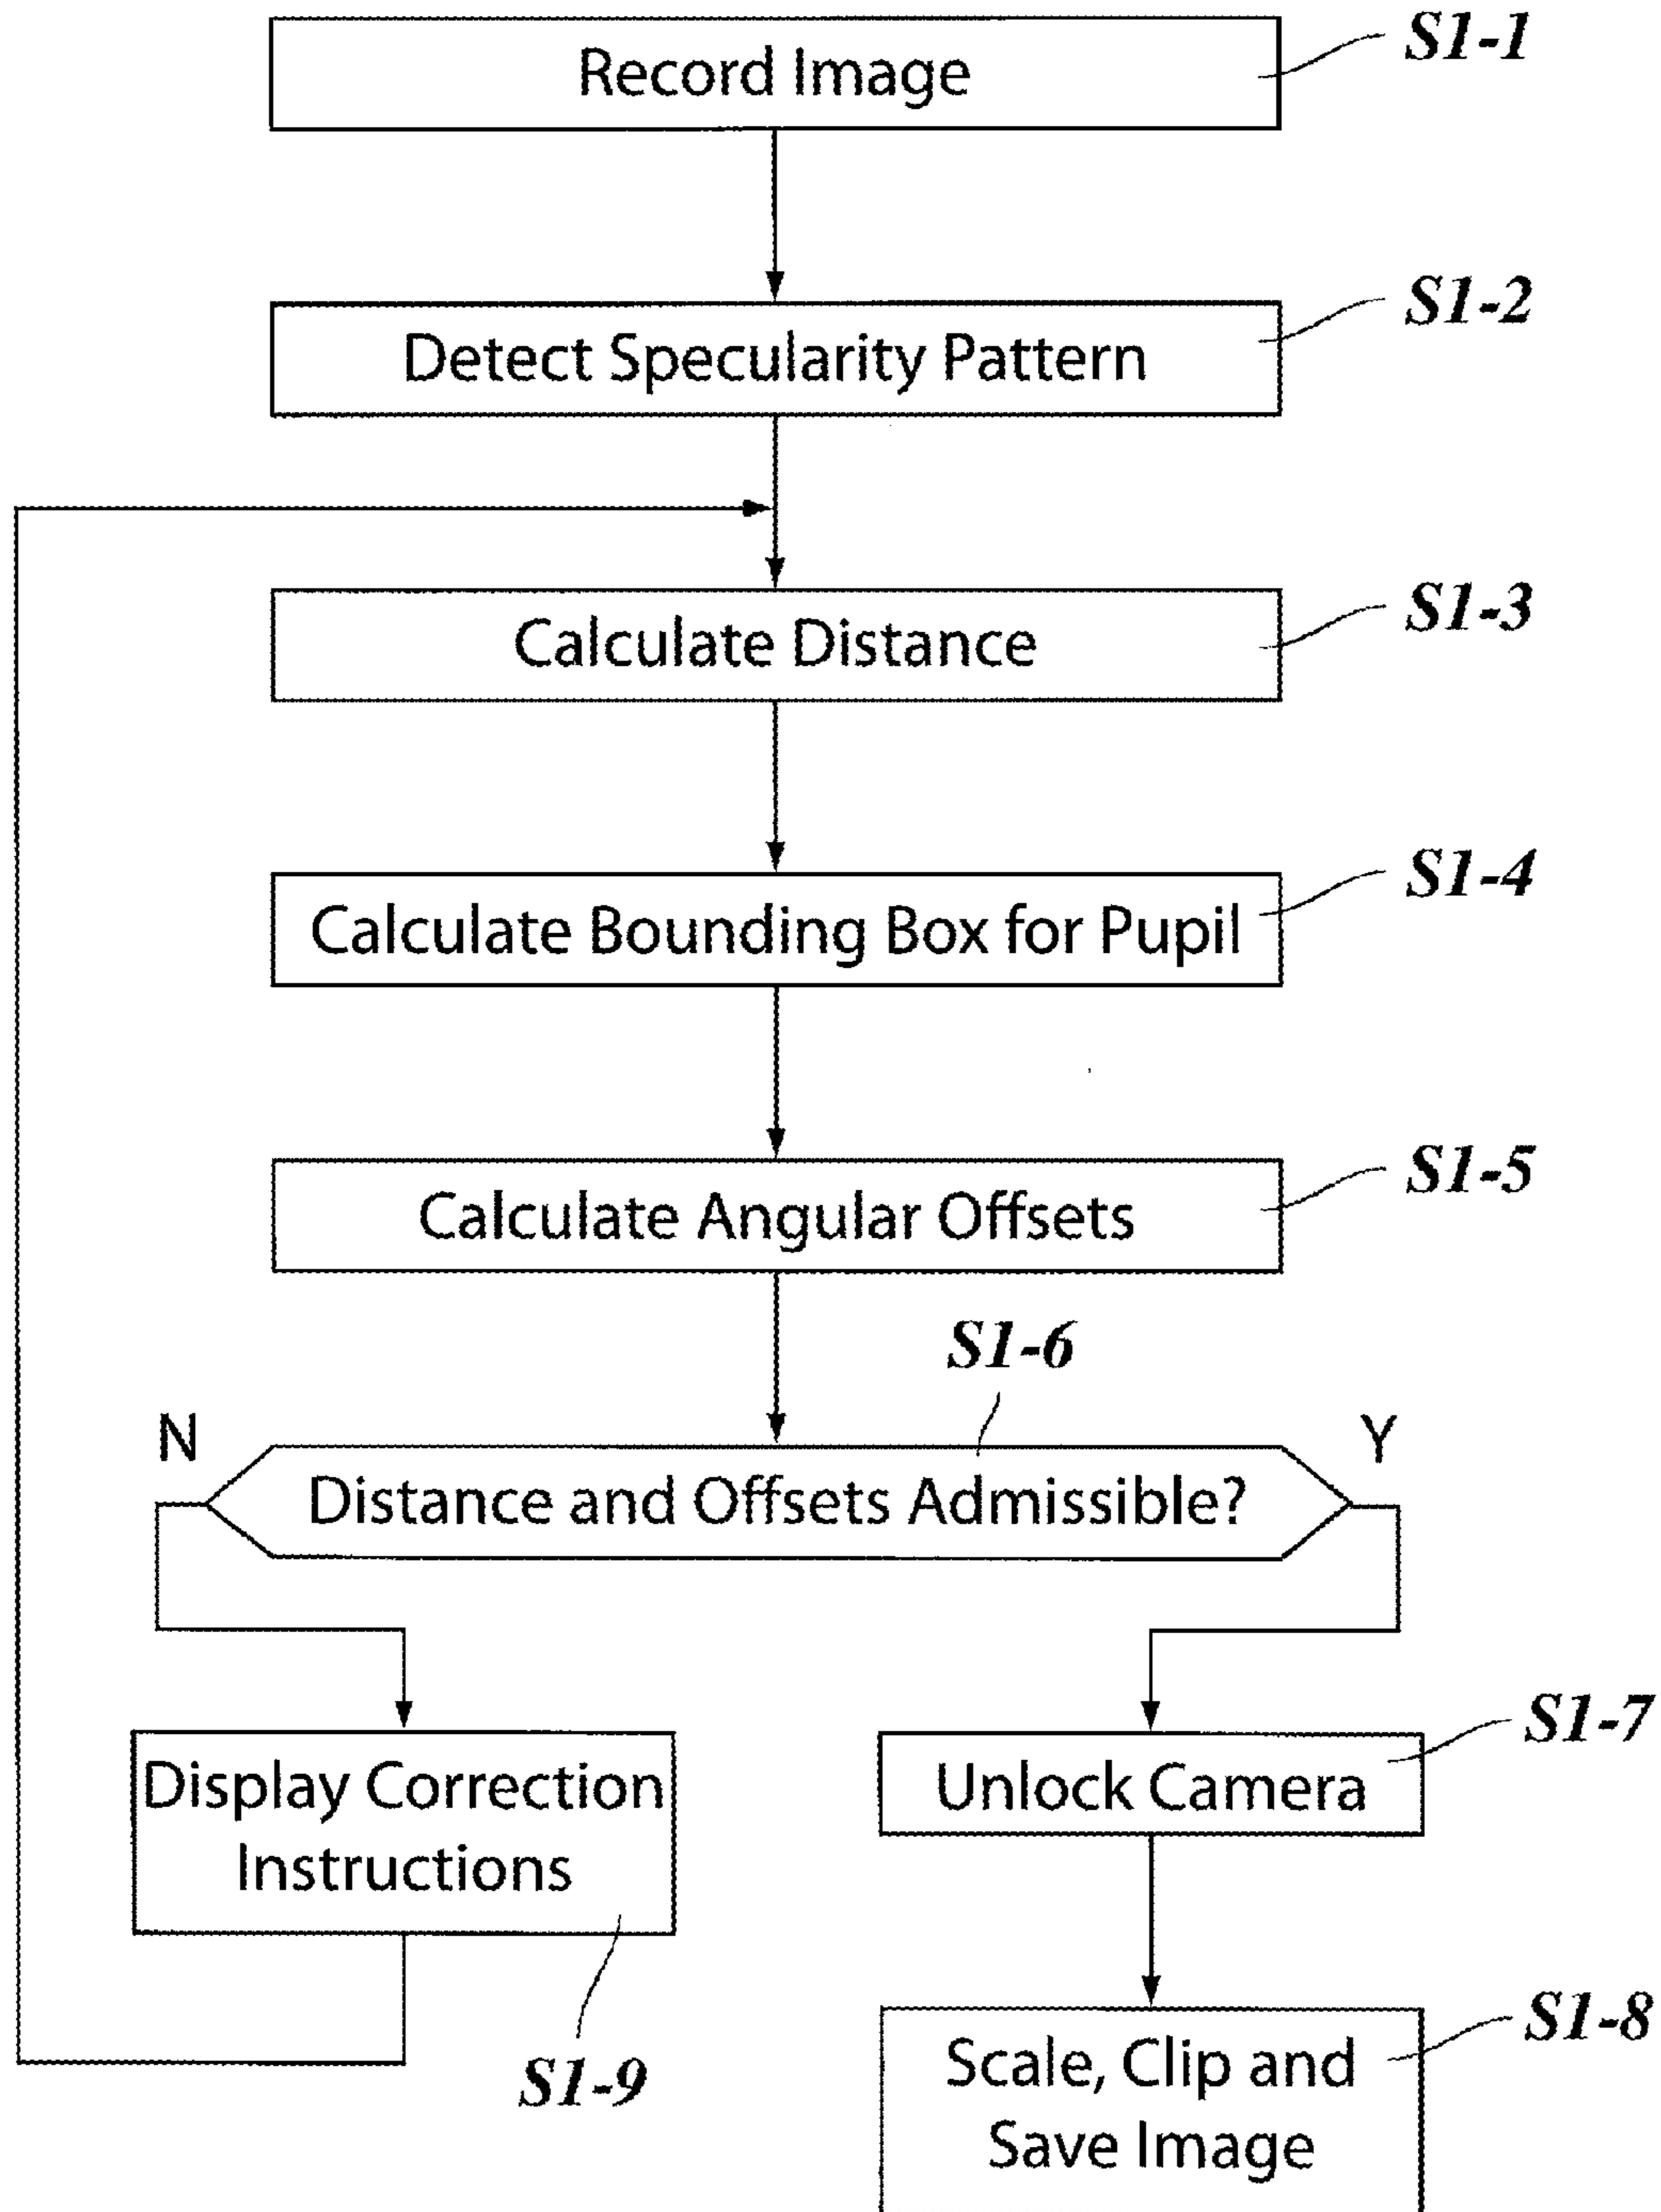 Record Image
S1-1
Detect Specularity Pattern
S1-2
Calculate Distance
S1-3
Calculate Bounding Box for Pupil
S1-4
Calculate Angular Offsets
S1-5
S1-6
N
Y
Distance and Offsets Admissible?
Display Correction
Instructions
S1-9
Unlock Camera
S1-7
Scale, Clip and
Save Image
S1-8